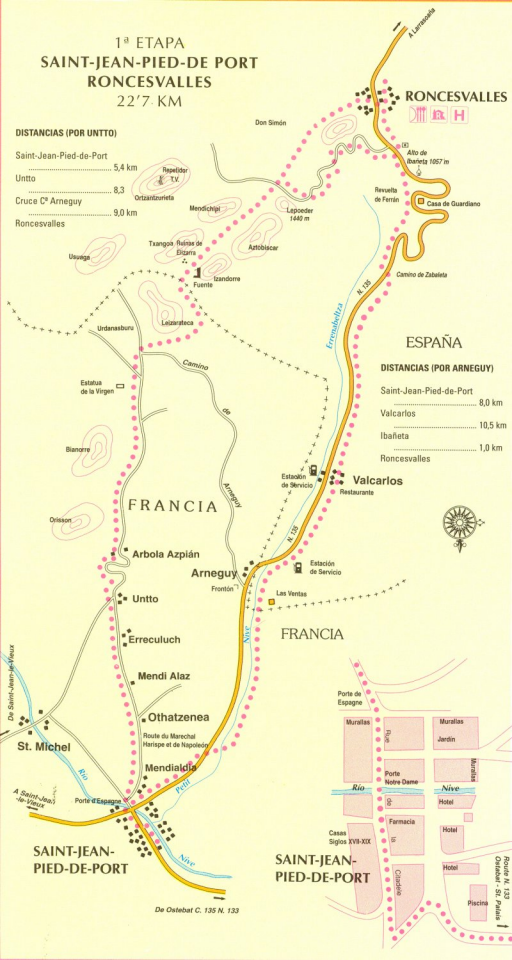 1ª ETAPA
SAINT-JEAN-PIED-DE PORT
RONCESVALLES
22'7 KM
A Larrasoaña
RONCESVALLES
H
DISTANCIAS (POR UNTTO)
Saint-Jean-Pied-de-Port
........................ 5,4 km
Untto
........................ 8,3
Cruce Cº Arneguy
........................ 9,0 km
Roncesvalles
Don Simón
Alto de
Ibañeta 1057 m
Repetidor
T.V.
Ortzantzurieta
Mendichipi
Lepoeder
1440 m
Revuelta
de Ferrán
Casa de Guardiano
Txangoa
Ruinas de
Elizarra
Aztobiscar
Usuega
Izandorre
Fuente
Camino de Zabaleta
N. 135
Errenabeltza
Leizarateca
Urdanasburu
ESPAÑA
DISTANCIAS (POR ARNEGUY)
Saint-Jean-Pied-de-Port
........................ 8,0 km
Valcarlos
........................ 10,5 km
Ibañeta
........................ 1,0 km
Roncesvalles
Camino
de
Arneguy
Estatua
de la Virgen
Bianorre
Estación
de Servicio
Valcarlos
Restaurante
FRANCIA
Orisson
N. 135
Arbola Azpián
Arneguy
Estación
de Servicio
Frontón
Untto
Las Ventas
Nive
FRANCIA
Erreculuch
Mendi Alaz
De Saint-Jean-le-Vieux
Othatzenea
St. Michel
Route du Marechal
Harispe et de Napoleón
Mendialdia
Río
Petit
A Saint-Jean
-le-Vieux
Porte d'Espagne
Nive
SAINT-JEAN-
PIED-DE-PORT
De Ostebat C. 135 N. 133
Porte de
Espagne
Murallas
Rue
Murallas
Jardín
Murallas
Porte
Notre-Dame
Río
Nive
de
Hotel
Farmacia
Casas
Siglos XVII-XIX
la
Hotel
SAINT-JEAN-
PIED-DE-PORT
Citadele
Hotel
Piscina
Route N. 133
Ostabat - St. Palais